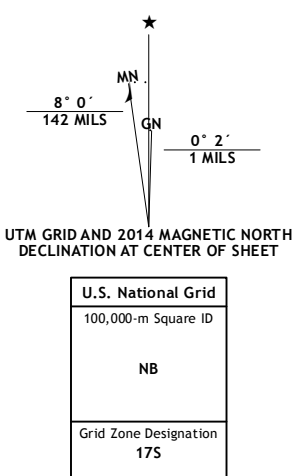 ★
MN
8° 0´
142 MILS
GN
0° 2´
1 MILS
UTM GRID AND 2014 MAGNETIC NORTH
DECLINATION AT CENTER OF SHEET
U.S. National Grid
100,000-m Square ID
NB
Grid Zone Designation
17S